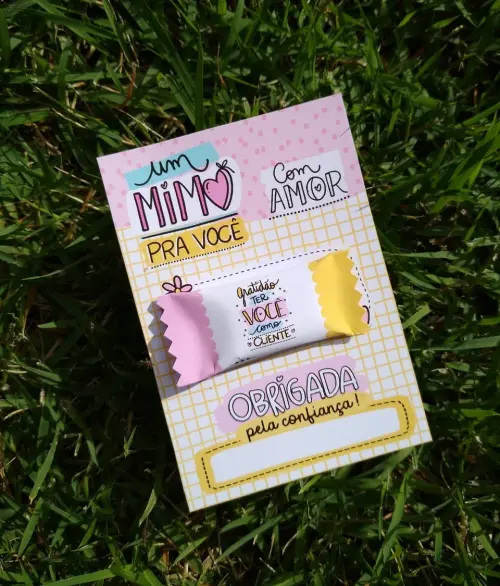 um
MIMO
PRA VOCÊ
Com
AMOR
gratidão
TER
VOCÊ
como
CLIENTE
OBRIGADA
pela confiança!